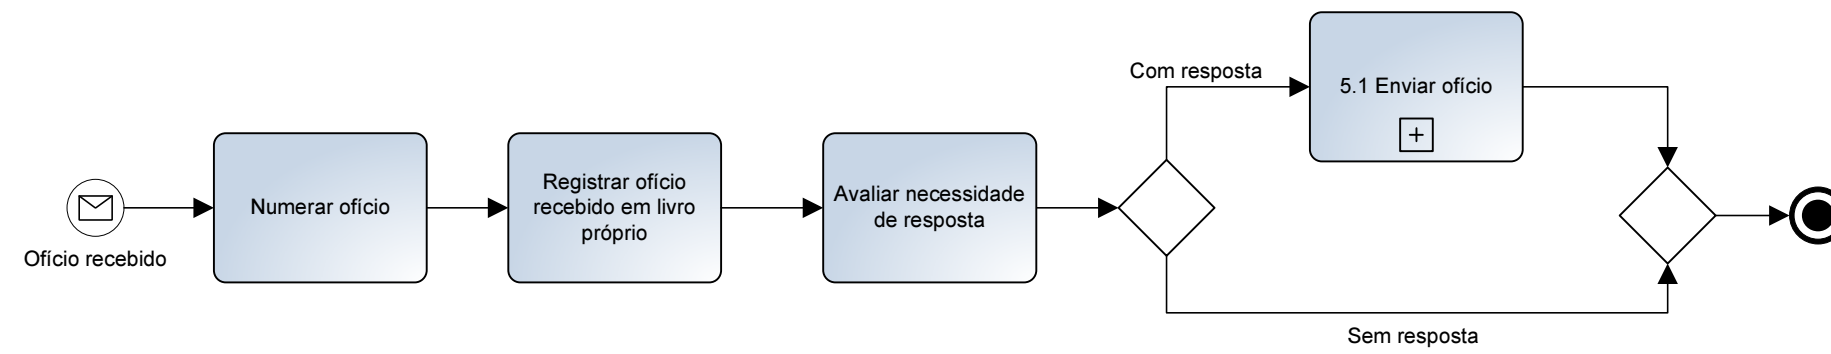 Ofício recebido
Numerar ofício
Registrar ofício
recebido em livro
próprio
Avaliar necessidade
de resposta
Com resposta
5.1 Enviar ofício
Sem resposta